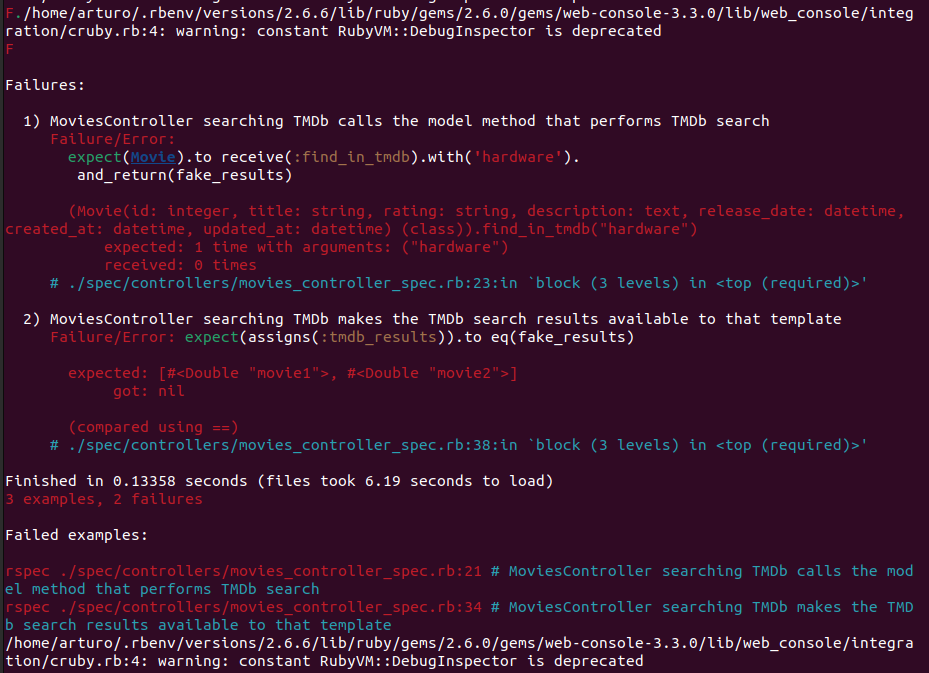 F./home/arturo/.rbenv/versions/2.6.6/lib/ruby/gems/2.6.0/gems/web-console-3.3.0/lib/web_console/integ
ration/cruby.rb:4: warning: constant RubyVM::DebugInspector is deprecated
F
Failures:
1) MoviesController searching TMDb calls the model method that performs TMDb search
Failure/Error:
expect(Movie).to receive(:find_in_tmdb).with('hardware').
and_return(fake_results)
(Movie(id: integer, title: string, rating: string, description: text, release_date: datetime,
created_at: datetime, updated_at: datetime) (class)).find_in_tmdb("hardware")
expected: 1 time with arguments: ("hardware")
received: 0 times
# ./spec/controllers/movies_controller_spec.rb:23:in `block (3 levels) in <top (required)>'
2) MoviesController searching TMDb makes the TMDb search results available to that template
Failure/Error: expect(assigns(:tmdb_results)).to eq(fake_results)
expected: [#<Double "movie1">, #<Double "movie2">]
got: nil
(compared using ==)
# ./spec/controllers/movies_controller_spec.rb:38:in `block (3 levels) in <top (required)>'
Finished in 0.13358 seconds (files took 6.19 seconds to load)
3 examples, 2 failures
Failed examples:
rspec ./spec/controllers/movies_controller_spec.rb:21 # MoviesController searching TMDb calls the mod
el method that performs TMDb search
rspec ./spec/controllers/movies_controller_spec.rb:34 # MoviesController searching TMDb makes the TMD
b search results available to that template
/home/arturo/.rbenv/versions/2.6.6/lib/ruby/gems/2.6.0/gems/web-console-3.3.0/lib/web_console/integra
tion/cruby.rb:4: warning: constant RubyVM::DebugInspector is deprecated